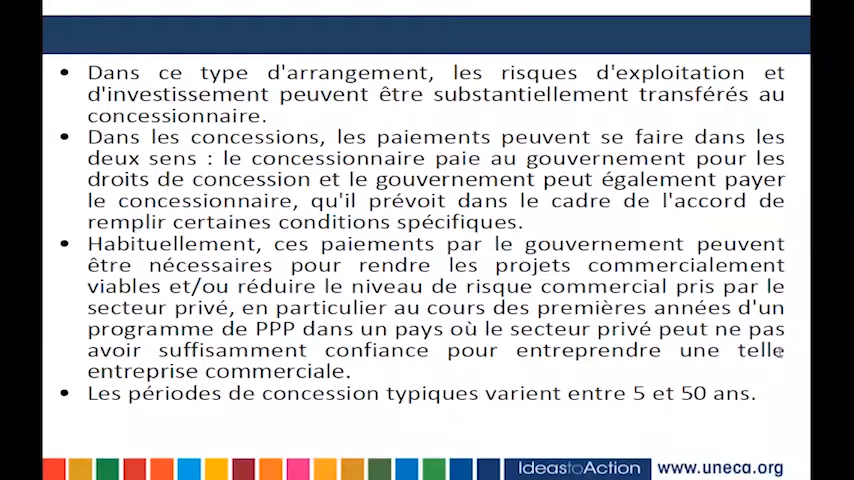 • Dans ce type d'arrangement, les risques d'exploitation et
d'investissement peuvent être substantiellement transférés au
concessionnaire.
• Dans les concessions, les paiements peuvent se faire dans les
deux sens : le concessionnaire paie au gouvernement pour les
droits de concession et le gouvernement peut également payer
le concessionnaire, qu'il prévoit dans le cadre de l'accord de
remplir certaines conditions spécifiques.
• Habituellement, ces paiements par le gouvernement peuvent
être nécessaires pour rendre les projets commercialement
viables et/ou réduire le niveau de risque commercial pris par le
secteur privé, en particulier au cours des premières années d'un
programme de PPP dans un pays où le secteur privé peut ne pas
avoir suffisamment confiance pour entreprendre une telle
entreprise commerciale.
• Les périodes de concession typiques varient entre 5 et 50 ans.
IdeastoAction www.uneca.org